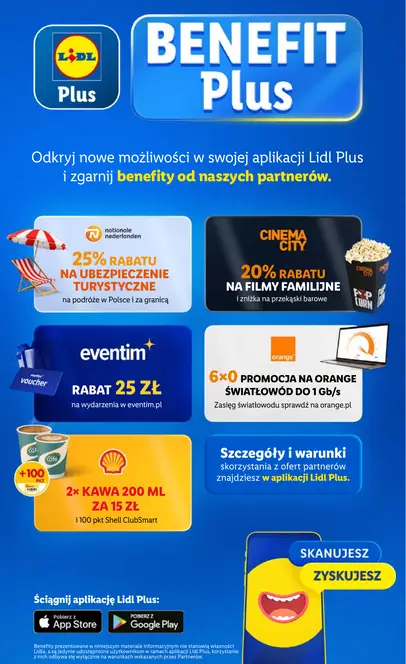 LIDL
Plus
BENEFIT
Plus
Odkryj nowe możliwości w swojej aplikacji Lidl Plus
i zgarnij benefity od naszych partnerów.
nationale
nederlanden
25% RABATU
NA UBEZPIECZENIE
TURYSTYCZNE
na podróże w Polsce i za granicą
CINEMA
CITY
20% RABATU
NA FILMY FAMILIJNE
i zniżka na przekąski barowe
CINEMA
CITY
POP
CORN
eventim
voucher
RABAT 25 ZŁ
na wydarzenia w eventim.pl
orange
6×0 PROMOCJA NA ORANGE
ŚWIATŁOWÓD DO 1 Gb/s
Zasięg światłowodu sprawdź na orange.pl
+100
PKT
2× KAWA 200 ML
ZA 15 ZŁ
i 100 pkt Shell ClubSmart
Szczegóły i warunki
skorzystania z ofert partnerów
znajdziesz w aplikacji Lidl Plus.
SKANUJESZ
ZYSKUJESZ
Ściągnij aplikację Lidl Plus:
Pobierz z
App Store
POBIERZ Z
Google Play
Benefity prezentowane w niniejszym materiale informacyjnym nie stanowią własności
Lidla, a są jedynie udostępnione użytkownikom w ramach aplikacji Lidl Plus, korzystanie
z nich odbywa się wyłącznie na warunkach wskazanych przez Partnerów.